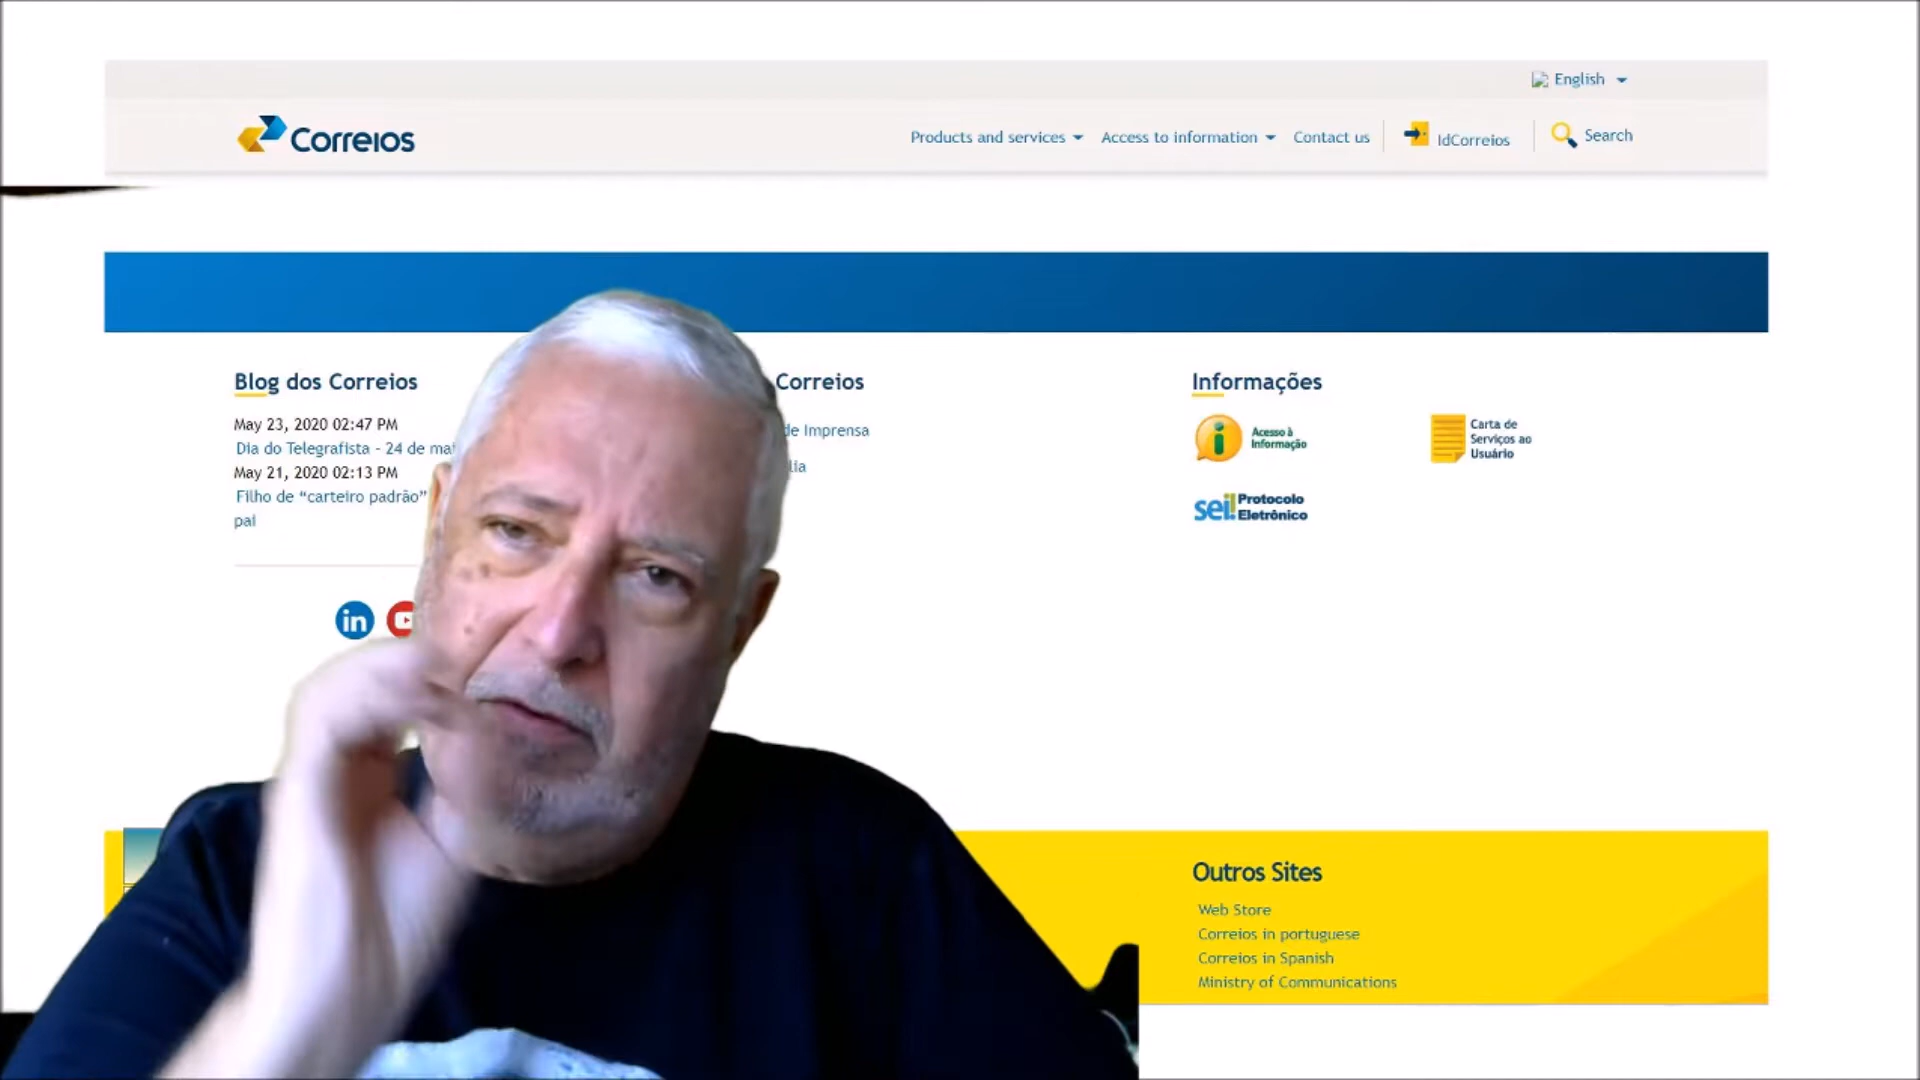 English
Correios
Products and services
Access to information
Contact us
IdCorreios
Search
Blog dos Correios
May 23, 2020 02:47 PM
Dia do Telegrafista - 24 de mai
May 21, 2020 02:13 PM
Filho de “carteiro padrão”
pai
Correios
de Imprensa
Informações
Acesso à
Informação
Carta de
Serviços ao
Usuário
sei! Protocolo
Eletrônico
in
Outros Sites
Web Store
Correios in portuguese
Correios in Spanish
Ministry of Communications